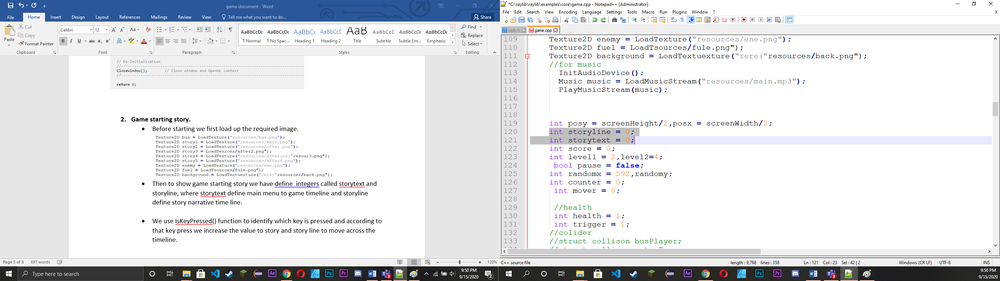 game document - Word
File Home Insert Design Layout References Mailings Review View Tell me what you want to do... Share
Paste
Cut
Copy
Format Painter
Clipboard
Calibri 12
Font
Paragraph
AaBbCcDc AaBbCcDc AaBbC( AaBbCcD AaB AaBbCcD AaBbCcDc AaBbCcDc
¶ Normal ¶ No Spac... Heading 1 Heading 2 Title Subtitle Subtle Em... Emphasis
Styles
Find
Replace
Select
Editing
// De-Initialization
//--------------------------------------------------------------------------------------
CloseWindow(); // Close window and OpenGL context
//--------------------------------------------------------------------------------------
return 0;
2. Game starting story.
• Before starting we first load up the required image.
Texture2D bus = LoadTexture("resources/bus.png");
Texture2D story1 = LoadTexture("resources/main.png");
Texture2D story2 = LoadTexture("resources/after.png");
Texture2D story3 = LoadTexrces/after2.png");
Texture2D story4 = LoadTexture("resources/afteture("resour3.png");
Texture2D story5 = LoadTexture("resources/after4.png");
Texture2D enemy = LoadTexture("resources/ene.png");
Texture2D fuel = LoadTsources/fule.png");
Texture2D background = LoadTextuexture("rere("resources/back.png");
• Then to show game starting story we have define  integers called storytext and
storyline, where storytext define main menu to game timeline and storyline
define story narrative time line.
• We use IsKeyPressed() function to identify which key is pressed and according to
that key press we increase the value to story and story line to move across the
timeline.
Page 5 of 6 697 words 120%
Type here to search
9:50 PM
9/15/2020
*C:\raylib\raylib\examples\core\game.cpp - Notepad++ [Administrator]
File Edit Search View Encoding Language Settings Tools Macro Run Plugins Window ? X
raylib.h game.cpp
109 Texture2D enemy = LoadTexture("resources/ene.png");
110 Texture2D fuel = LoadTsources/fule.png");
111 Texture2D background = LoadTextuexture("rere("resources/back.png");
112 //for music
113 InitAudioDevice();
114 Music music = LoadMusicStream("resources/main.mp3");
115 PlayMusicStream(music);
116
117
118
119 int posy = screenHeight/2,posx = screenWidth/2;
120 int storyline = 0;
121 int storytext = 0;
122 int score = 0;
123 int level1 = 2,level2=4;
124 bool pause = false;
125 int randomx = 592,randomy;
126 int counter = 0;
127 int mover = 0;
128
129 //health
130 int health = 1;
131 int trigger = 1;
132 //colider
133 //struct collison busPlayer;
C++ source file length : 9,768 lines : 358 Ln : 121 Col : 23 Sel : 42 | 2 Windows (CR LF) UTF-8 INS
9:50 PM
9/15/2020